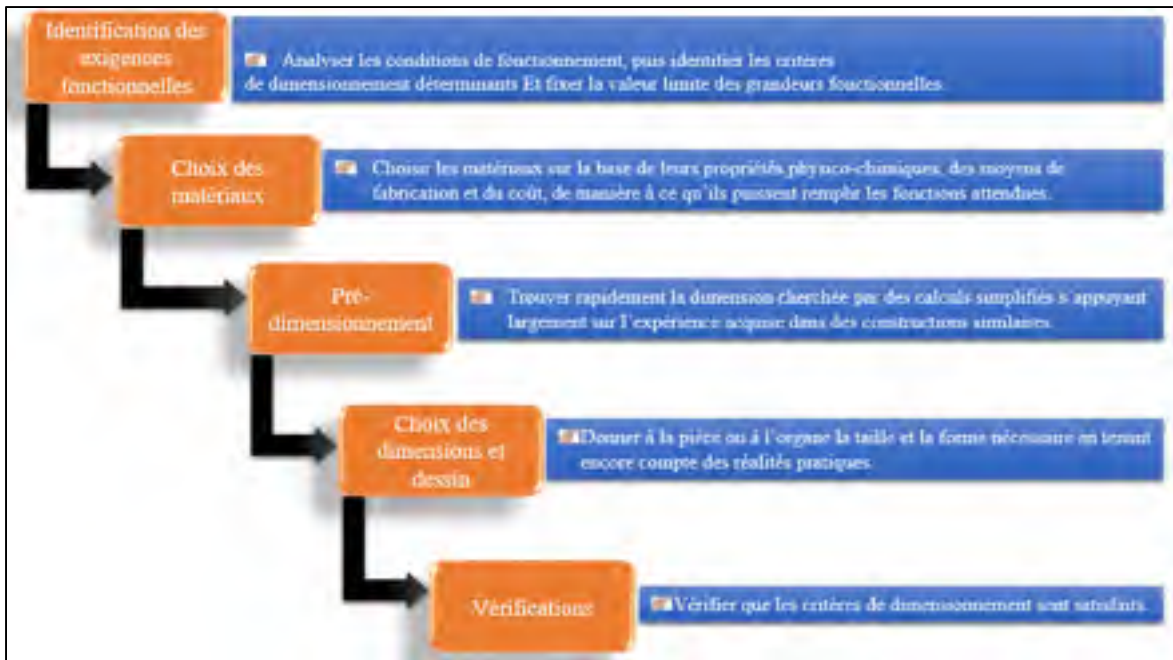 Identification des
exigences
fonctionnelles
Analyser les conditions de fonctionnement, puis identifier les critères
de dimensionnement déterminants Et fixer la valeur limite des grandeurs fonctionnelles.
Choix des
matériaux
Choisir les matériaux sur la base de leurs propriétés physico-chimiques, des moyens de
fabrication et du coût, de manière à ce qu'ils puissent remplir les fonctions attendues.
Pré-
dimensionnement
Trouver rapidement la dimension cherchée par des calculs simplifiés s'appuyant
largement sur l'expérience acquise dans des constructions similaires.
Choix des
dimensions et
dessin
Donner à la pièce ou à l'organe la taille et la forme nécessaire en tenant
encore compte des réalités pratiques.
Vérifications
Vérifier que les critères de dimensionnement sont satisfaits.